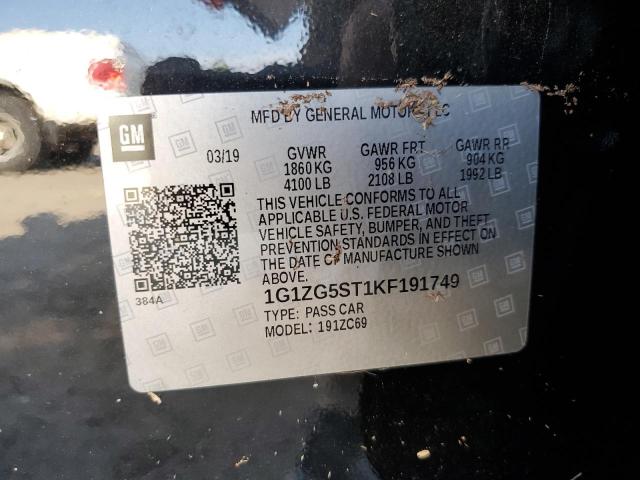 GM
MFD BY GENERAL MOTORS LLC
03/19
GVWR GAWR FRT GAWR RR
1860 KG 956 KG 904 KG
4100 LB 2108 LB 1992 LB
THIS VEHICLE CONFORMS TO ALL
APPLICABLE U.S. FEDERAL MOTOR
VEHICLE SAFETY, BUMPER, AND THEFT
PREVENTION STANDARDS IN EFFECT ON
THE DATE OF MANUFACTURE SHOWN
ABOVE.
384A
1G1ZG5ST1KF191749
TYPE: PASS CAR
MODEL: 191ZC69